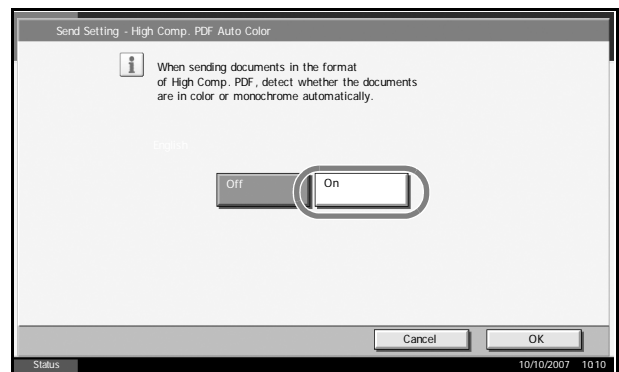 Send Setting - High Comp. PDF Auto Color
i
When sending documents in the format
of High Comp. PDF, detect whether the documents
are in color or monochrome automatically.
English
Off On
Cancel OK
Status 10/10/2007 10:10